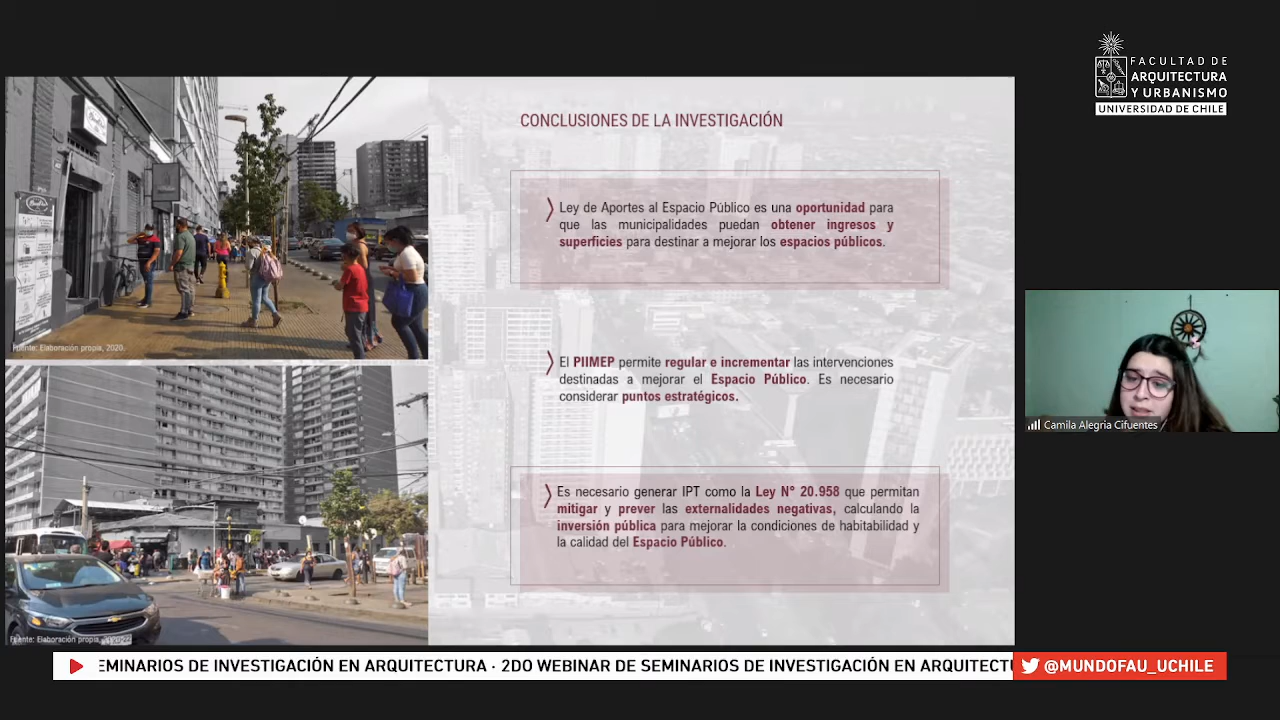 FACULTAD DE
ARQUITECTURA
Y URBANISMO
UNIVERSIDAD DE CHILE
CONCLUSIONES DE LA INVESTIGACIÓN
Ley de Aportes al Espacio Público es una oportunidad para
que las municipalidades puedan obtener ingresos y
superficies para destinar a mejorar los espacios públicos.
El PIIMEP permite regular e incrementar las intervenciones
destinadas a mejorar el Espacio Público. Es necesario
considerar puntos estratégicos.
Es necesario generar IPT como la Ley N° 20.958 que permitan
mitigar y prever las externalidades negativas, calculando la
inversión pública para mejorar la condiciones de habitabilidad y
la calidad del Espacio Público.
Fuente: Elaboración propia, 2020.
Fuente: Elaboración propia,
Camila Alegria Cifuentes
EMINARIOS DE INVESTIGACIÓN EN ARQUITECTURA · 2DO WEBINAR DE SEMINARIOS DE INVESTIGACIÓN EN ARQUITECTU
@MUNDOFAU_UCHILE